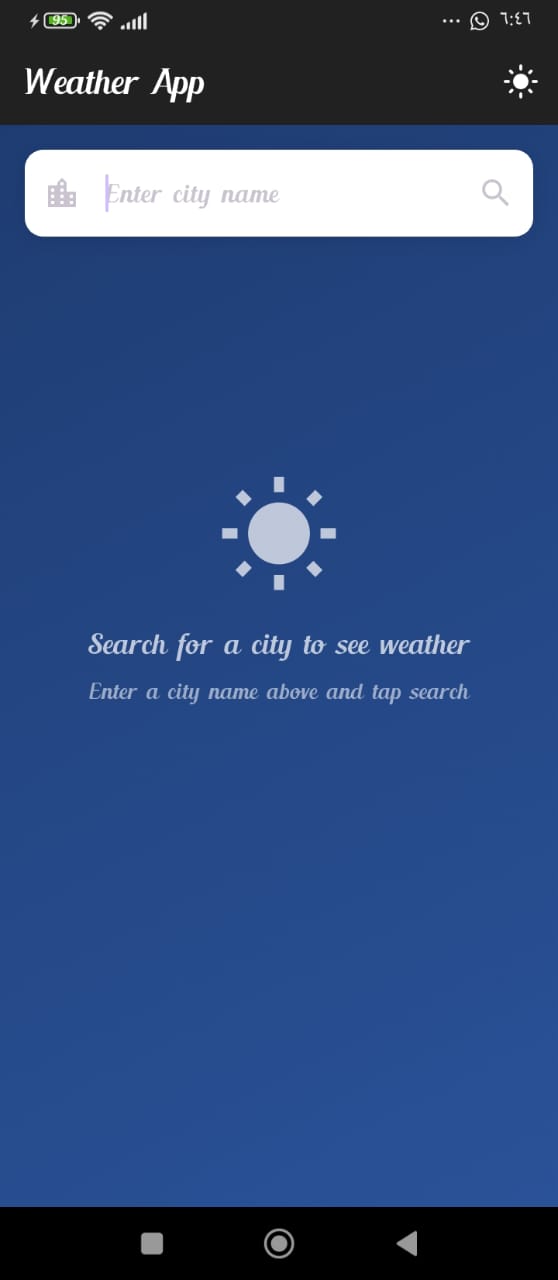 95
٦:٤٦
Weather App
Enter city name
Search for a city to see weather
Enter a city name above and tap search